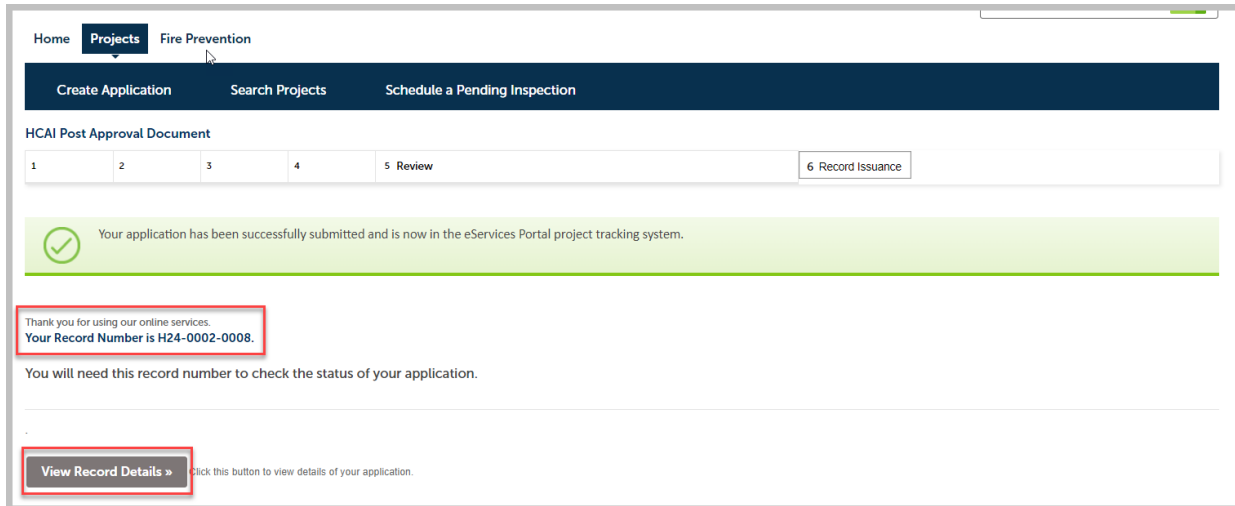 Home Projects Fire Prevention
Create Application Search Projects Schedule a Pending Inspection
HCAI Post Approval Document
1 2 3 4 5 Review 6 Record Issuance
Your application has been successfully submitted and is now in the eServices Portal project tracking system.
Thank you for using our online services.
Your Record Number is H24-0002-0008.
You will need this record number to check the status of your application.
View Record Details » Click this button to view details of your application.